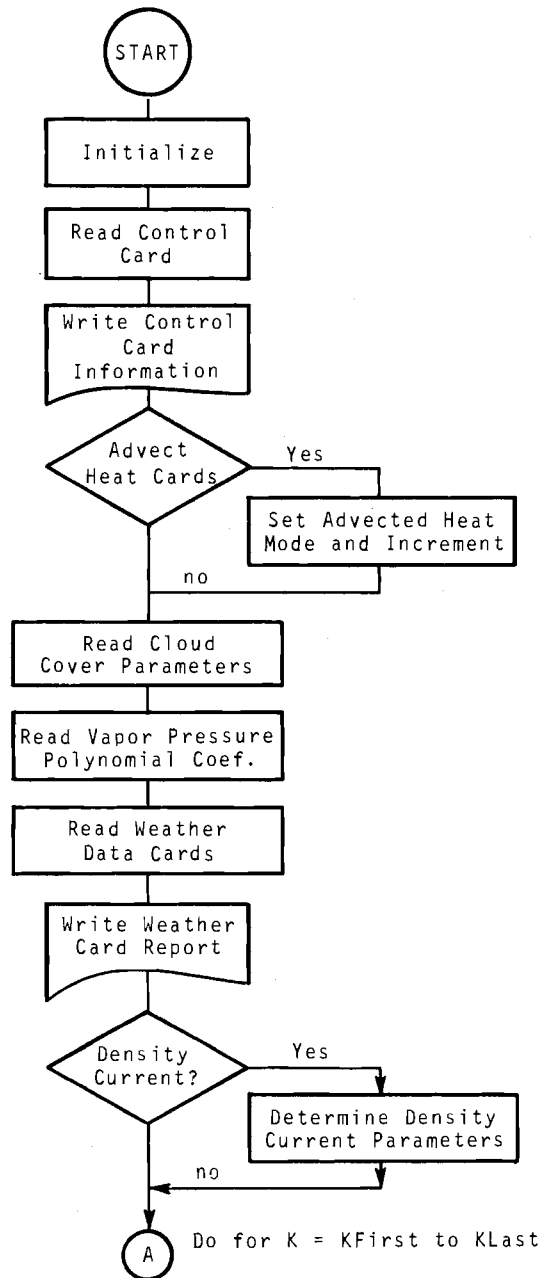 START
Initialize
Read Control
Card
Write Control
Card
Information
Advect
Heat Cards
Yes
Set Advected Heat
Mode and Increment
no
Read Cloud
Cover Parameters
Read Vapor Pressure
Polynomial Coef.
Read Weather
Data Cards
Write Weather
Card Report
Density
Current?
Yes
Determine Density
Current Parameters
no
A
Do for K = KFirst to KLast